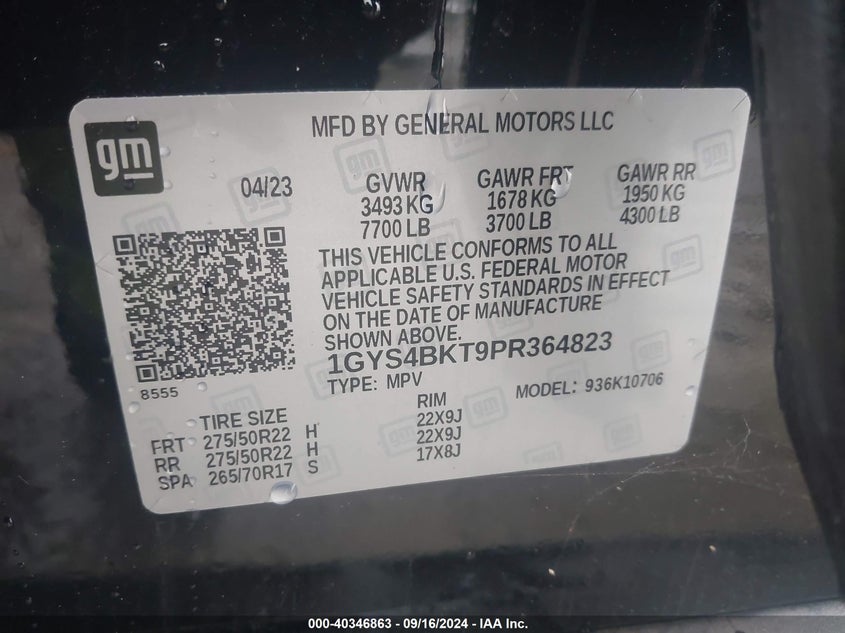 gm
MFD BY GENERAL MOTORS LLC
04/23
GVWR GAWR FRT GAWR RR
3493 KG 1678 KG 1950 KG
7700 LB 3700 LB 4300 LB
THIS VEHICLE CONFORMS TO ALL
APPLICABLE U.S. FEDERAL MOTOR
VEHICLE SAFETY STANDARDS IN EFFECT
ON THE DATE OF MANUFACTURE
SHOWN ABOVE.
8555
1GYS4BKT9PR364823
TYPE: MPV MODEL: 936K10706
TIRE SIZE RIM
FRT 275/50R22 H 22X9J
RR 275/50R22 H 22X9J
SPA 265/70R17 S 17X8J
000-40346863 - 09/16/2024 - IAA Inc.